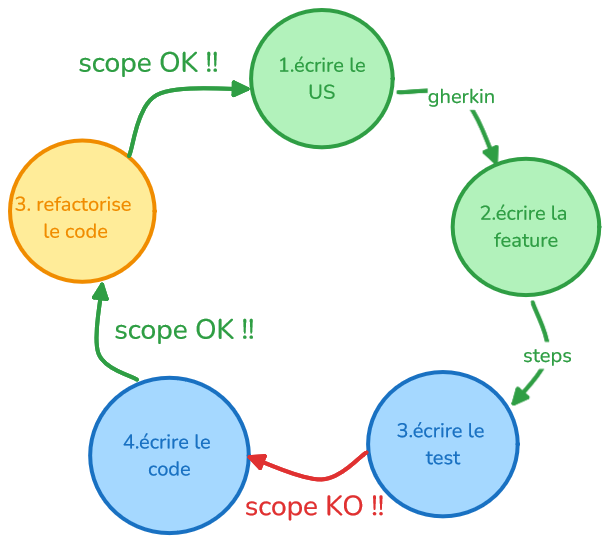 scope OK !!
1.écrire le
US
gherkin
2.écrire la
feature
steps
3.écrire le
test
scope KO !!
4.écrire le
code
scope OK !!
3. refactorise
le code